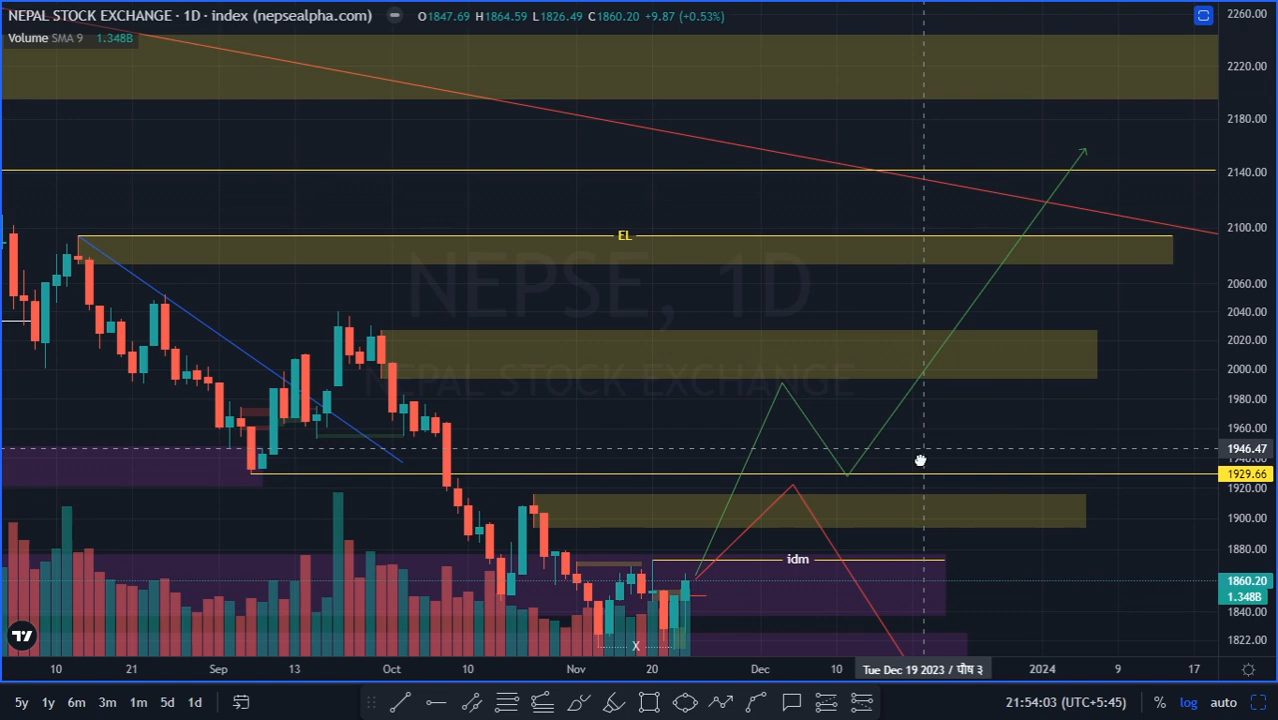 NEPAL STOCK EXCHANGE · 1D · index (nepsealpha.com) O1847.69 H1864.59 L1826.49 C1860.20 +9.87 (+0.53%)
Volume SMA 9 1.348B
2260.00
2220.00
2180.00
2140.00
2100.00
2060.00
2040.00
2020.00
2000.00
1980.00
1960.00
1946.47
1929.66
1920.00
1900.00
1880.00
1860.20
1.348B
1840.00
1822.00
EL
NEPSE, 1D
NEPAL STOCK EXCHANGE
idm
X
10 21 Sep 13 Oct 10 Nov 20 Dec 10 Tue Dec 19 2023 / पौष ३ 2024 9 17
5y 1y 6m 3m 1m 5d 1d 21:54:03 (UTC+5:45) % log auto